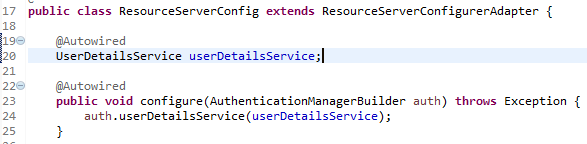 17 public class ResourceServerConfig extends ResourceServerConfigurerAdapter {
18
19 @Autowired
20 UserDetailsService userDetailsService;
21
22 @Autowired
23 public void configure(AuthenticationManagerBuilder auth) throws Exception {
24 auth.userDetailsService(userDetailsService);
25 }